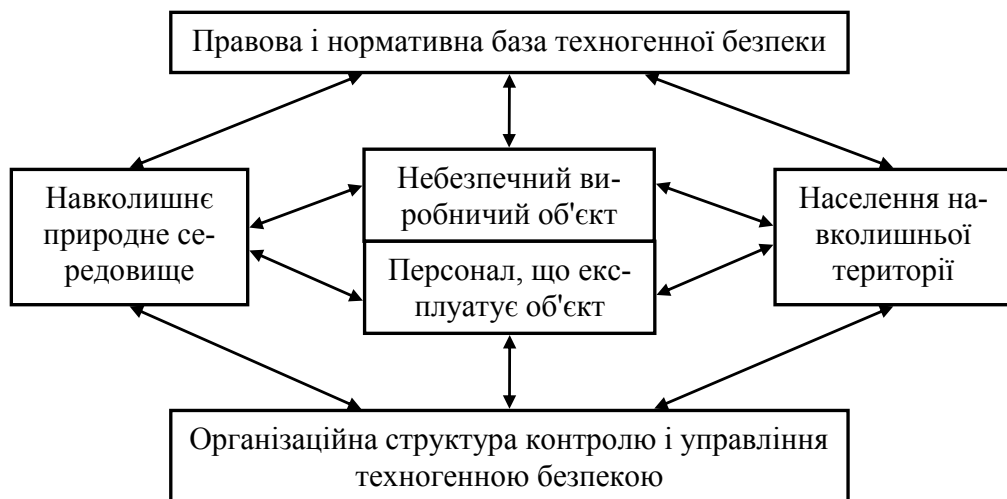 Правова і нормативна база техногенної безпеки
Небезпечний ви-
робничий об'єкт
Навколишнє
природне се-
редовище
Населення на-
вколишньої
території
Персонал, що екс-
плуатує об'єкт
Організаційна структура контролю і управління
техногенною безпекою